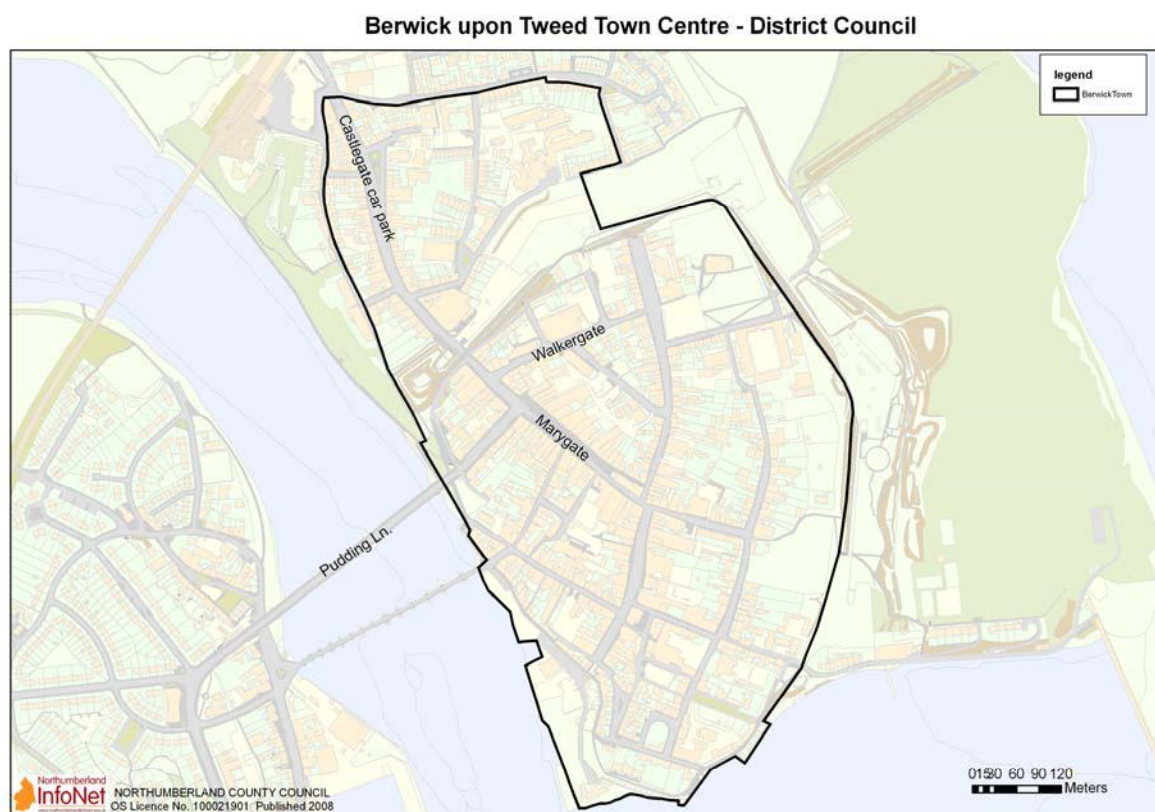 Berwick upon Tweed Town Centre - District Council
legend
BerwickTown
Castlegate car park
Walkergate
Marygate
Pudding Ln.
Northumberland
InfoNet
NORTHUMBERLAND COUNTY COUNCIL
OS Licence No. 100021901 Published 2008
60 90 120
Meters